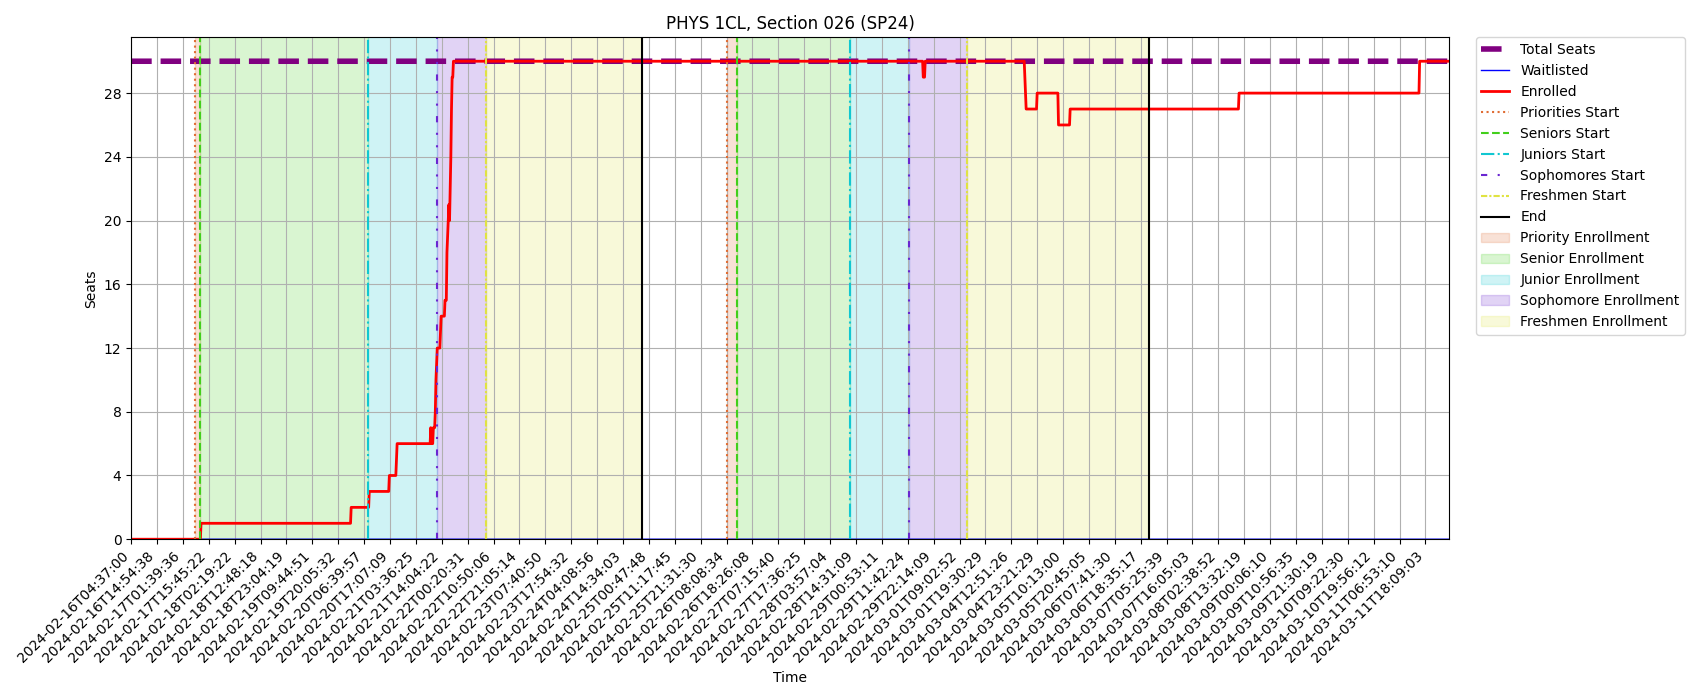 PHYS 1CL, Section 026 (SP24)
Seats
28
24
20
16
12
8
4
0
2024-02-16T04:37:00
2024-02-16T14:54:38
2024-02-17T01:39:36
2024-02-17T15:45:22
2024-02-18T02:19:22
2024-02-18T12:48:18
2024-02-18T23:04:19
2024-02-19T09:44:51
2024-02-19T20:05:32
2024-02-20T06:39:57
2024-02-20T17:07:09
2024-02-21T03:36:25
2024-02-21T14:04:22
2024-02-22T00:20:31
2024-02-22T10:50:06
2024-02-22T21:05:14
2024-02-23T07:40:50
2024-02-23T17:54:32
2024-02-24T04:08:56
2024-02-24T14:34:03
2024-02-25T00:47:48
2024-02-25T11:17:45
2024-02-25T21:31:30
2024-02-26T08:08:34
2024-02-26T18:26:08
2024-02-27T07:15:40
2024-02-27T17:36:25
2024-02-28T03:57:04
2024-02-28T14:31:09
2024-02-29T00:53:11
2024-02-29T11:42:24
2024-02-29T22:14:09
2024-03-01T09:02:52
2024-03-01T19:30:29
2024-03-04T12:51:26
2024-03-04T23:21:29
2024-03-05T10:13:00
2024-03-05T20:45:05
2024-03-06T07:41:30
2024-03-06T18:35:17
2024-03-07T05:25:39
2024-03-07T16:05:03
2024-03-08T02:38:52
2024-03-08T13:32:19
2024-03-09T00:06:10
2024-03-09T10:56:35
2024-03-09T21:30:19
2024-03-10T09:22:30
2024-03-10T19:56:12
2024-03-11T06:53:10
2024-03-11T18:09:03
Time
Total Seats
Waitlisted
Enrolled
Priorities Start
Seniors Start
Juniors Start
Sophomores Start
Freshmen Start
End
Priority Enrollment
Senior Enrollment
Junior Enrollment
Sophomore Enrollment
Freshmen Enrollment